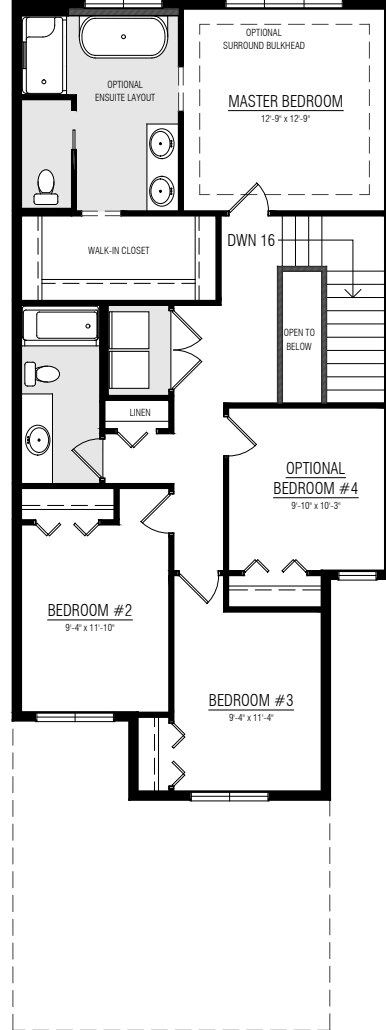 OPTIONAL
SURROUND BULKHEAD
OPTIONAL
ENSUITE LAYOUT
MASTER BEDROOM
12'-9" x 12'-9"
WALK-IN CLOSET
DWN 16
OPEN TO
BELOW
LINEN
OPTIONAL
BEDROOM #4
9'-10" x 10'-3"
BEDROOM #2
9'-4" x 11'-10"
BEDROOM #3
9'-4" x 11'-4"